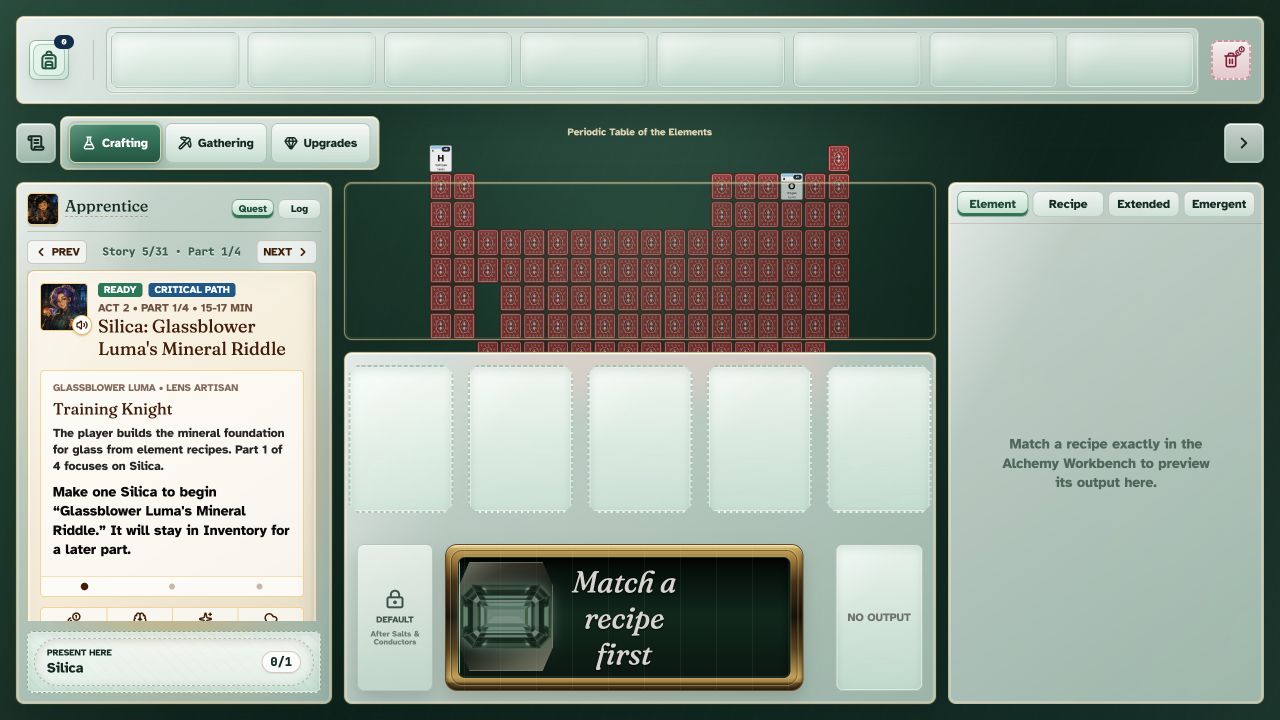 0
Crafting
Gathering
Upgrades
Periodic Table of the Elements
H
O
Apprentice
Quest
Log
PREV
Story 5/31 • Part 1/4
NEXT
READY
CRITICAL PATH
ACT 2 • PART 1/4 • 15-17 MIN
Silica: Glassblower
Luma's Mineral Riddle
GLASSBLOWER LUMA • LENS ARTISAN
Training Knight
The player builds the mineral foundation
for glass from element recipes. Part 1 of
4 focuses on Silica.
Make one Silica to begin
“Glassblower Luma's Mineral
Riddle.” It will stay in Inventory for
a later part.
PRESENT HERE
Silica
0/1
DEFAULT
After Salts &
Conductors
Match a
recipe
first
NO OUTPUT
Element
Recipe
Extended
Emergent
Match a recipe exactly in the
Alchemy Workbench to preview
its output here.